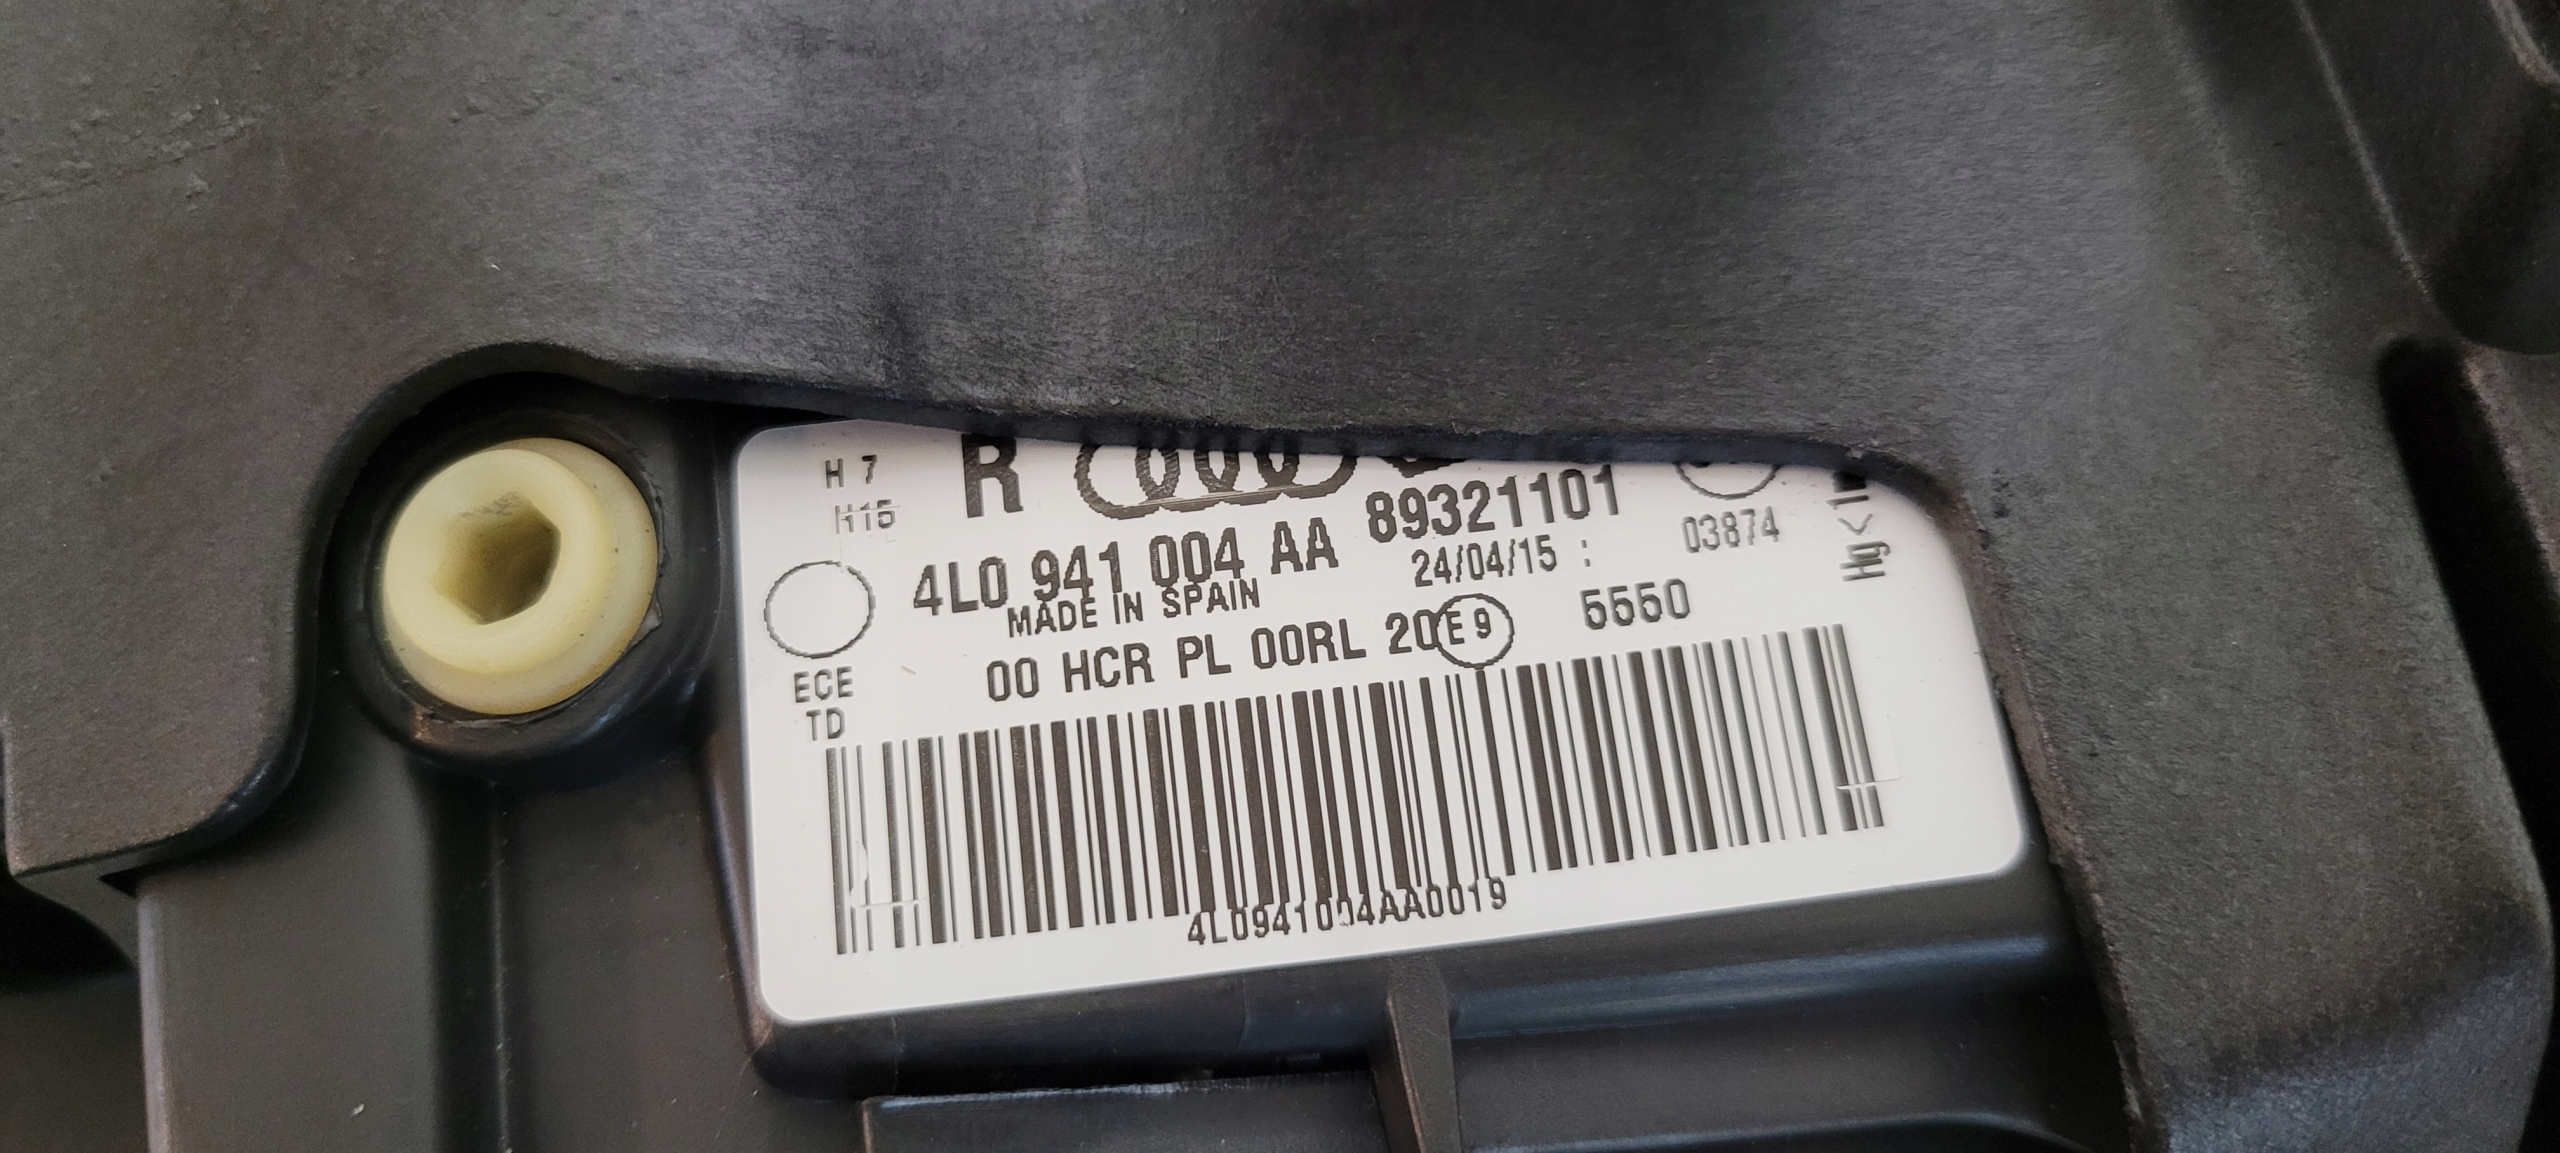 H 7
H15
R
89321101
4L0 941 004 AA
24/04/15 :
03874
MADE IN SPAIN
00 HCR PL 00RL 20
E 9
5550
ECE
TD
4L0941004AA0019